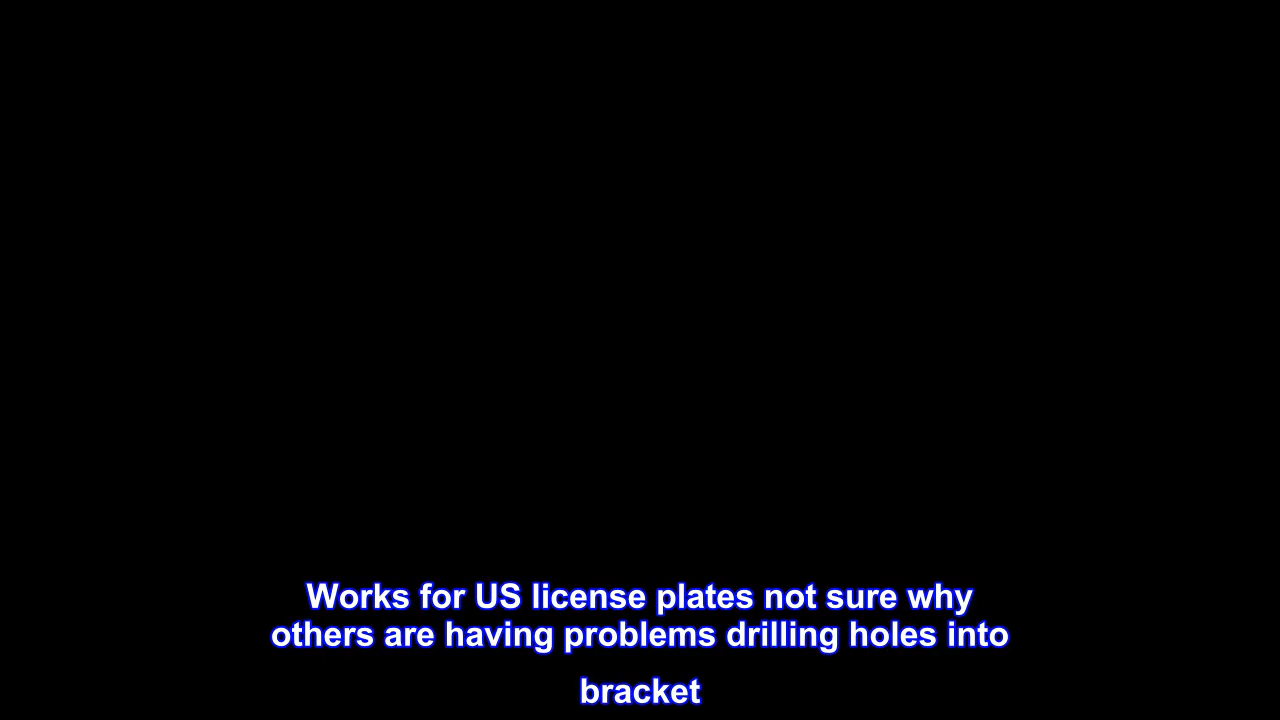 Works for US license plates not sure why
others are having problems drilling holes into
bracket